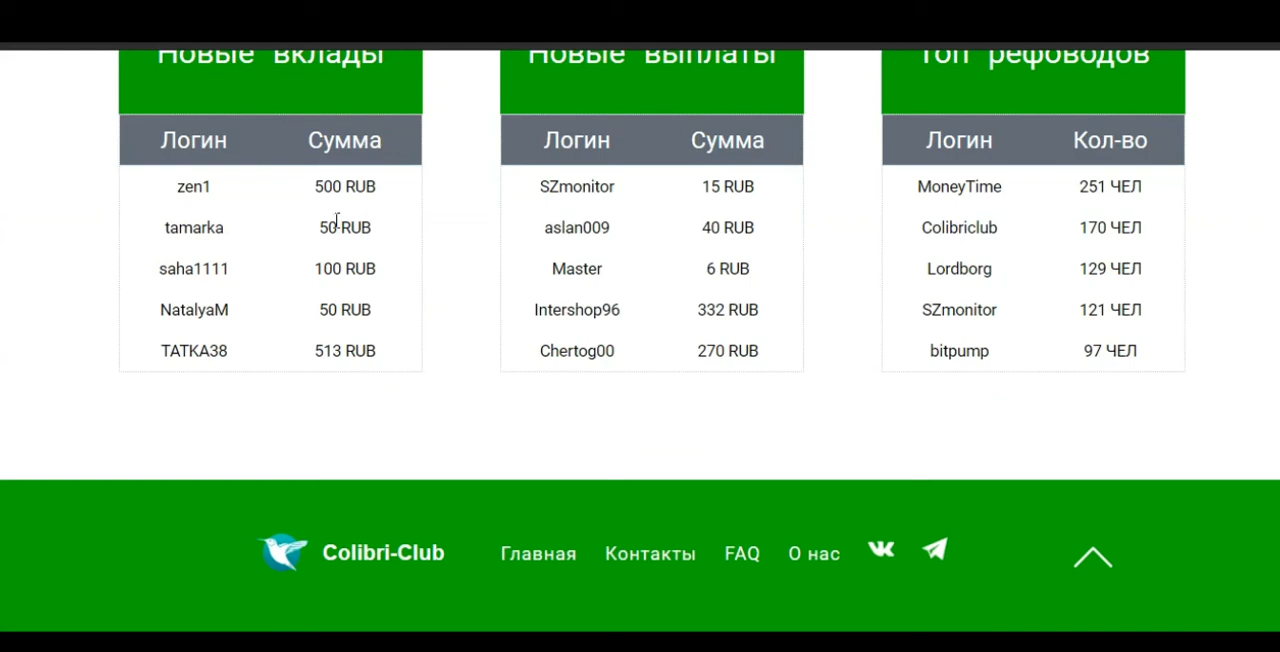 Новые вклады
Новые выплаты
Топ рефоводов
Логин Сумма
zen1 500 RUB
tamarka 50 RUB
saha1111 100 RUB
NatalyaM 50 RUB
TATKA38 513 RUB
Логин Сумма
SZmonitor 15 RUB
aslan009 40 RUB
Master 6 RUB
Intershop96 332 RUB
Chertog00 270 RUB
Логин Кол-во
MoneyTime 251 ЧЕЛ
Colibriclub 170 ЧЕЛ
Lordborg 129 ЧЕЛ
SZmonitor 121 ЧЕЛ
bitpump 97 ЧЕЛ
Colibri-Club Главная Контакты FAQ О нас